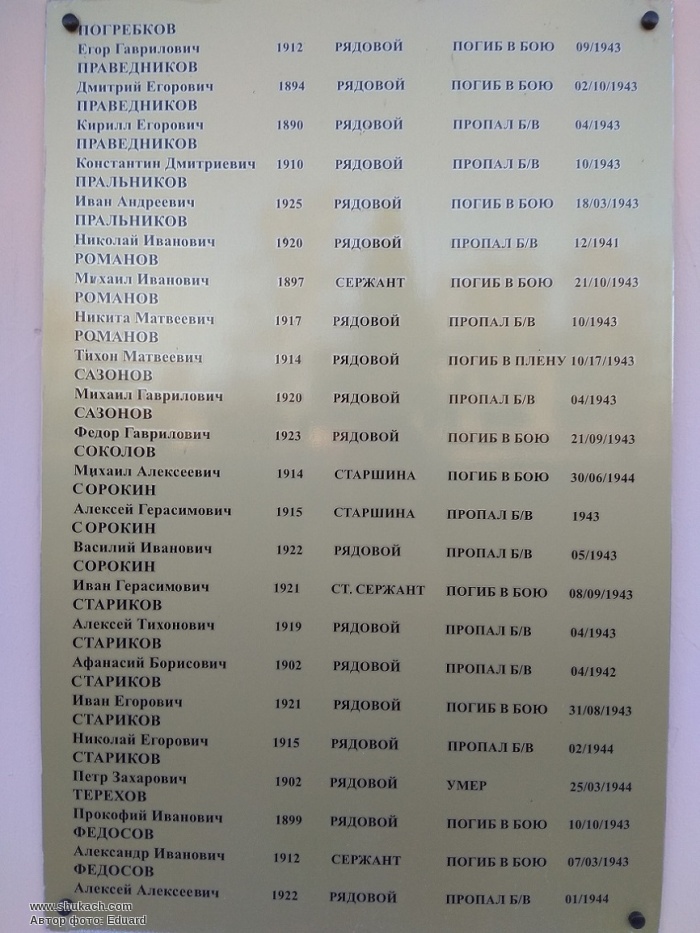 ПОГРЕБКОВ
Егор Гаврилович 1912 РЯДОВОЙ ПОГИБ В БОЮ 09/1943
ПРАВЕДНИКОВ
Дмитрий Егорович 1894 РЯДОВОЙ ПОГИБ В БОЮ 02/10/1943
ПРАВЕДНИКОВ
Кирилл Егорович 1890 РЯДОВОЙ ПРОПАЛ Б/В 04/1943
ПРАВЕДНИКОВ
Константин Дмитриевич 1910 РЯДОВОЙ ПРОПАЛ Б/В 10/1943
ПРАЛЬНИКОВ
Иван Андреевич 1925 РЯДОВОЙ ПОГИБ В БОЮ 18/03/1943
ПРАЛЬНИКОВ
Николай Иванович 1920 РЯДОВОЙ ПРОПАЛ Б/В 12/1941
РОМАНОВ
Михаил Иванович 1897 СЕРЖАНТ ПОГИБ В БОЮ 21/10/1943
РОМАНОВ
Никита Матвеевич 1917 РЯДОВОЙ ПРОПАЛ Б/В 10/1943
РОМАНОВ
Тихон Матвеевич 1914 РЯДОВОЙ ПОГИБ В ПЛЕНУ 10/17/1943
САЗОНОВ
Михаил Гаврилович 1920 РЯДОВОЙ ПРОПАЛ Б/В 04/1943
САЗОНОВ
Федор Гаврилович 1923 РЯДОВОЙ ПОГИБ В БОЮ 21/09/1943
СОКОЛОВ
Михаил Алексеевич 1914 СТАРШИНА ПОГИБ В БОЮ 30/06/1944
СОРОКИН
Алексей Герасимович 1915 СТАРШИНА ПРОПАЛ Б/В 1943
СОРОКИН
Василий Иванович 1922 РЯДОВОЙ ПРОПАЛ Б/В 05/1943
СОРОКИН
Иван Герасимович 1921 СТ. СЕРЖАНТ ПОГИБ В БОЮ 08/09/1943
СТАРИКОВ
Алексей Тихонович 1919 РЯДОВОЙ ПРОПАЛ Б/В 04/1943
СТАРИКОВ
Афанасий Борисович 1902 РЯДОВОЙ ПРОПАЛ Б/В 04/1942
СТАРИКОВ
Иван Егорович 1921 РЯДОВОЙ ПОГИБ В БОЮ 31/08/1943
СТАРИКОВ
Николай Егорович 1915 РЯДОВОЙ ПРОПАЛ Б/В 02/1944
СТАРИКОВ
Петр Захарович 1902 РЯДОВОЙ УМЕР 25/03/1944
ТЕРЕХОВ
Прокофий Иванович 1899 РЯДОВОЙ ПОГИБ В БОЮ 10/10/1943
ФЕДОСОВ
Александр Иванович 1912 СЕРЖАНТ ПОГИБ В БОЮ 07/03/1943
ФЕДОСОВ
Алексей Алексеевич 1922 РЯДОВОЙ ПРОПАЛ Б/В 01/1944
www.shukach.com
Автор фото: Eduard